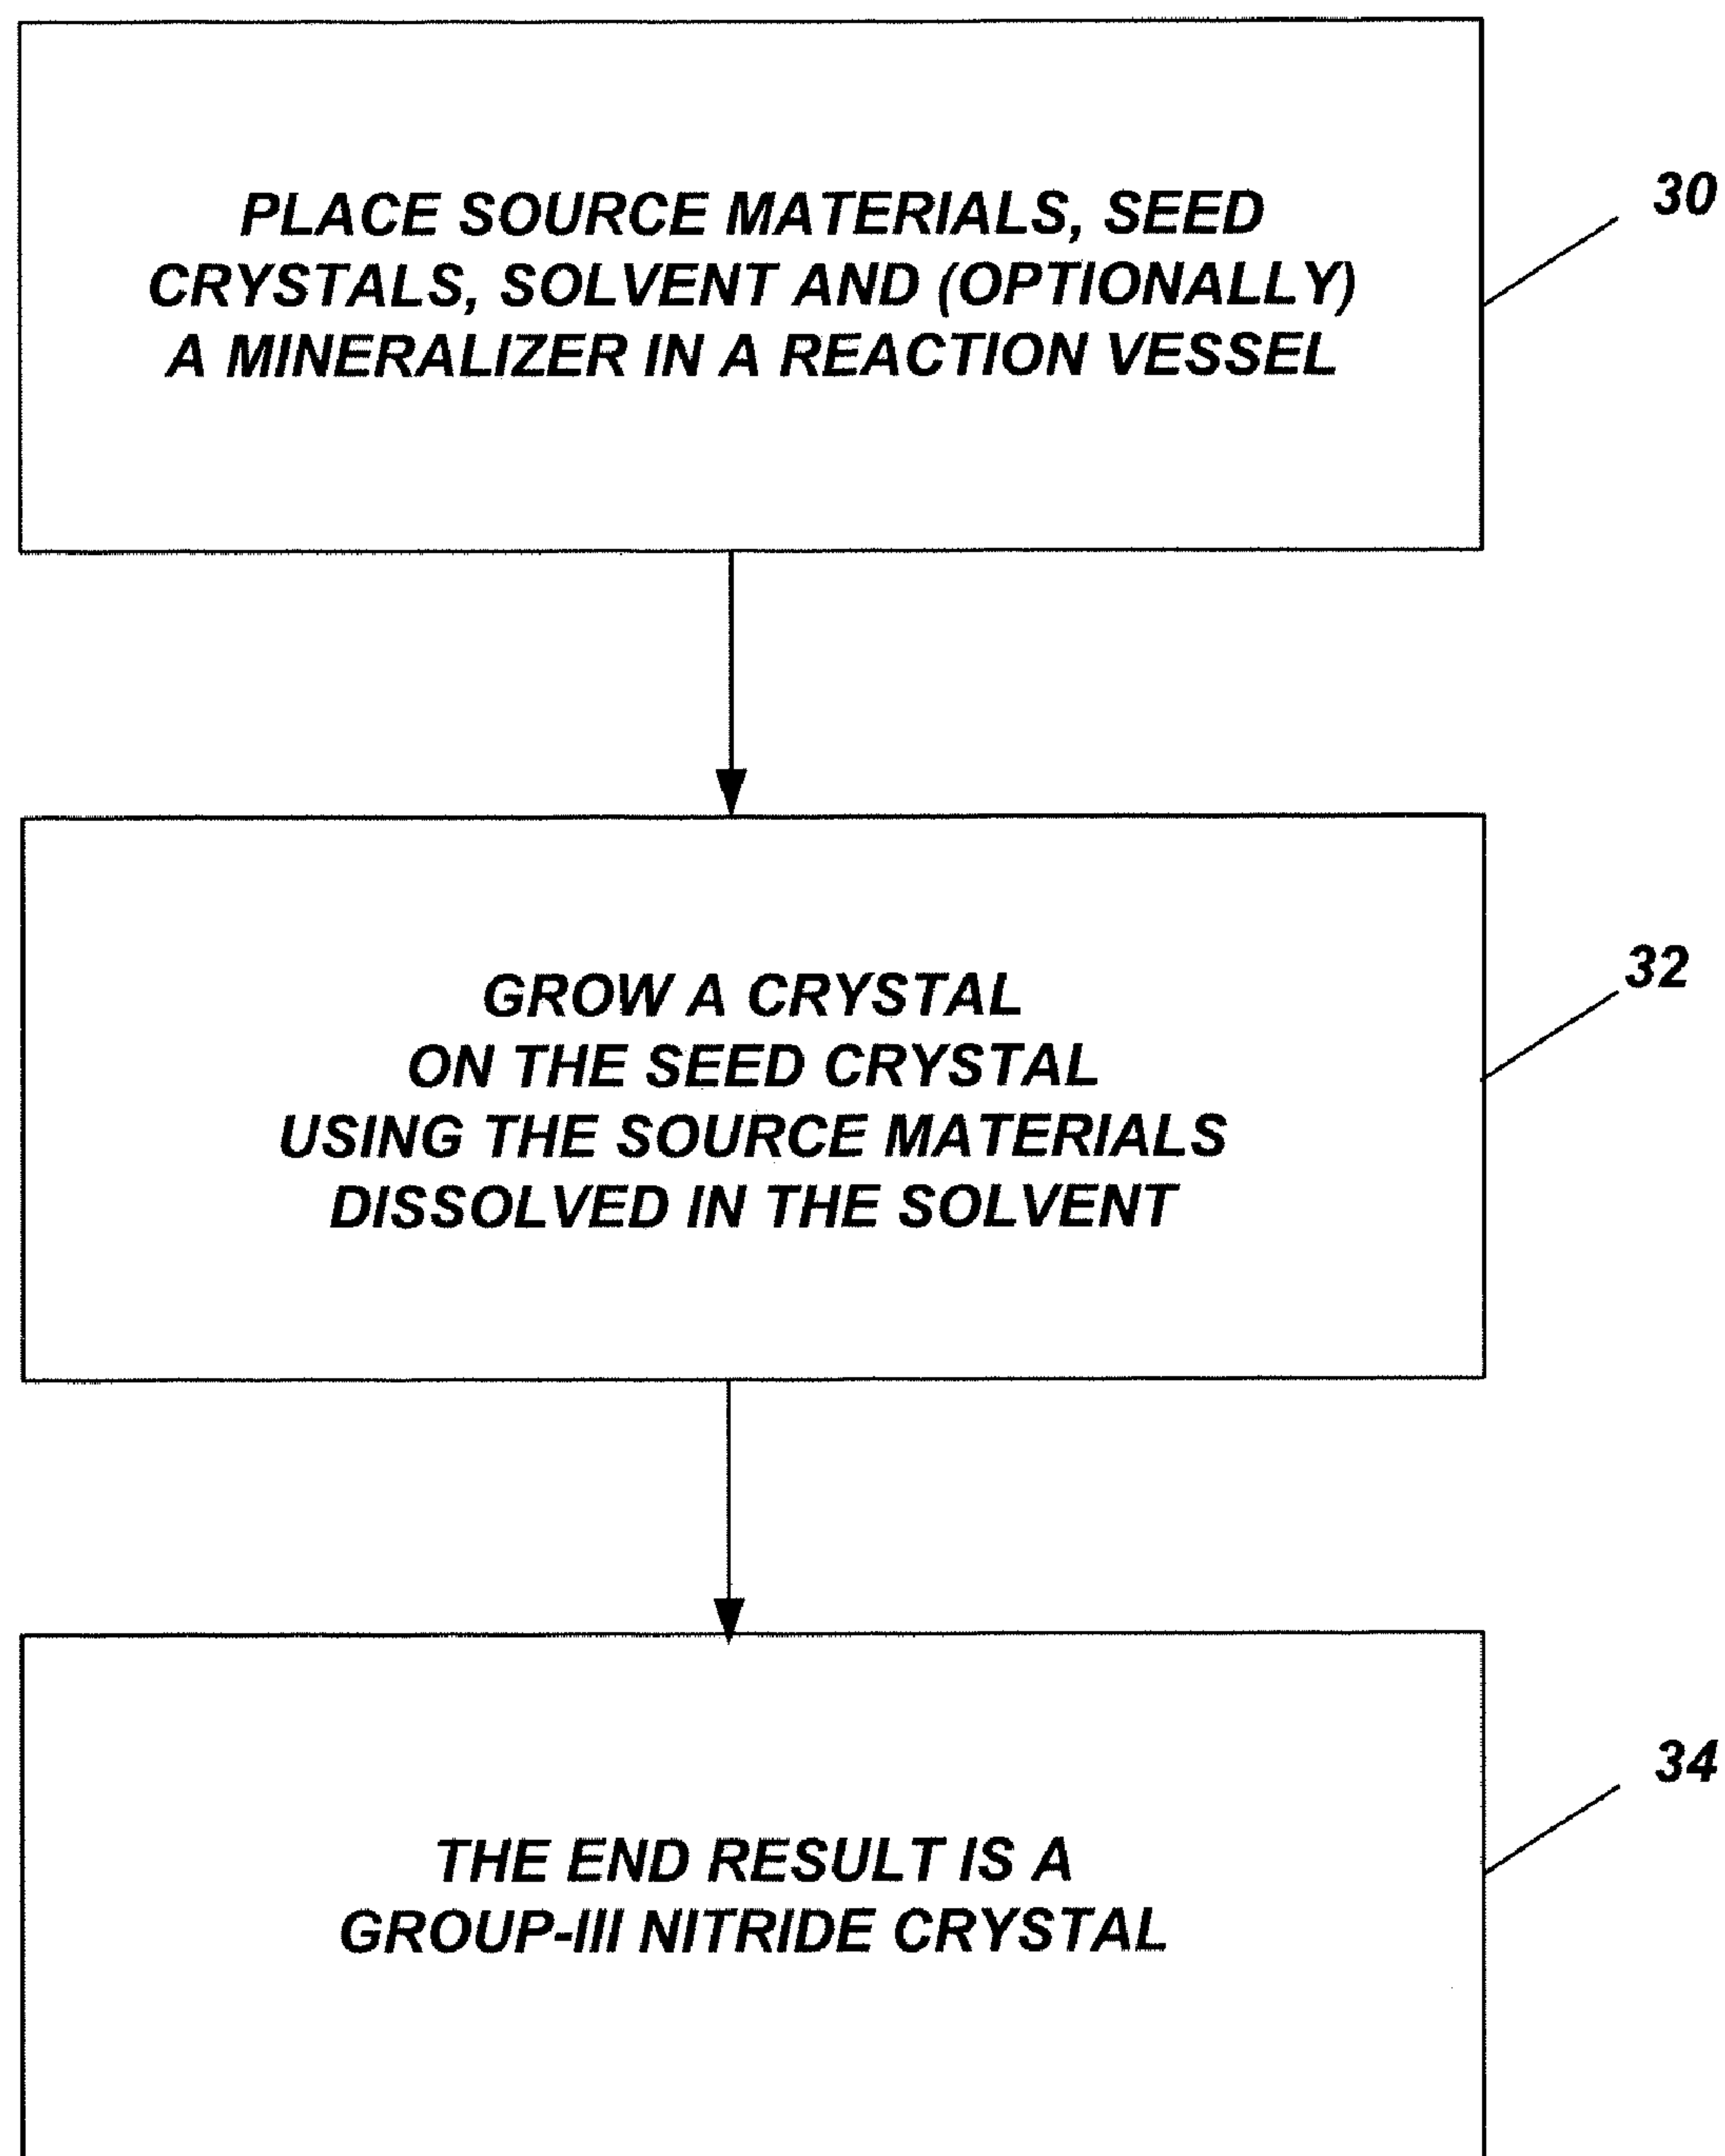 PLACE SOURCE MATERIALS, SEED
CRYSTALS, SOLVENT AND (OPTIONALLY)
A MINERALIZER IN A REACTION VESSEL
30
GROW A CRYSTAL
ON THE SEED CRYSTAL
USING THE SOURCE MATERIALS
DISSOLVED IN THE SOLVENT
32
THE END RESULT IS A
GROUP-III NITRIDE CRYSTAL
34